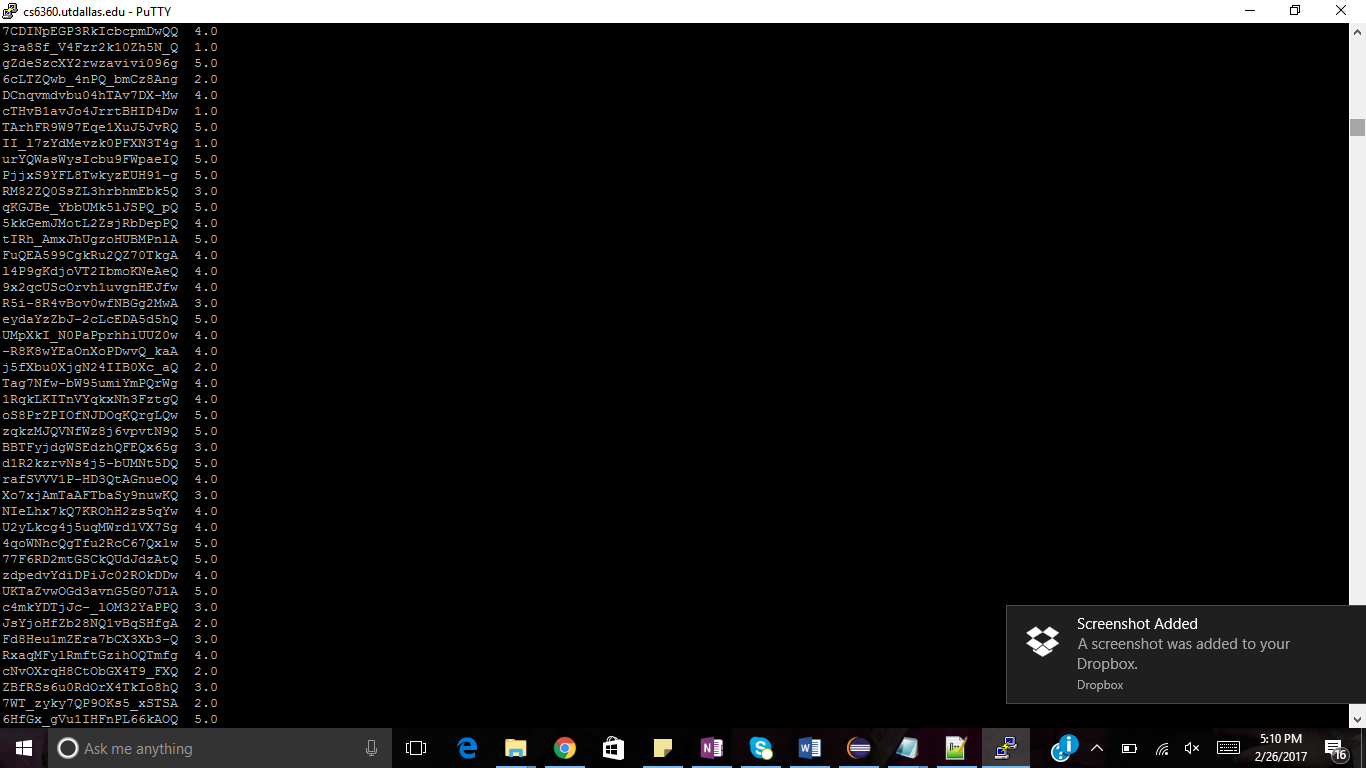 cs6360.utdallas.edu - PuTTY
7CDINpEGP3RkIcbcpmDwQQ 4.0
3ra8Sf_V4Fzr2k10Zh5N_Q 1.0
gZdeSzcXY2rwzavivi096g 5.0
6cLTZQwb_4nPQ_bmCz8Ang 2.0
DCnqvmdvbu04hTAv7DX-Mw 4.0
cTHvB1avJo4JrrtBHID4Dw 1.0
TArhFR9W97Eqe1XuJ5JvRQ 5.0
II_l7zYdMevzk0PFXN3T4g 1.0
urYQWasWysIcbu9FWpaeIQ 5.0
PjjxS9YFL8TwkyzEUH91-g 5.0
RM82ZQ0SsZL3hrbhmEbk5Q 3.0
qKGJBe_YbbUMk5lJSPQ_pQ 5.0
5kkGemJMotL2ZsjRbDepPQ 4.0
tIRh_AmxJhUgzoHUBMPnlA 5.0
FuQEA599CgkRu2QZ70TkgA 4.0
l4P9gKdjoVT2IbmoKNeAeQ 4.0
9x2qcUScOrvh1uvgnHEJfw 4.0
R5i-8R4vBov0wfNBGg2MwA 3.0
eydaYzZbJ-2cLcEDA5d5hQ 5.0
UMpXkI_N0PaPprhhiUUZ0w 4.0
-R8K8wYEaOnXoPDwvQ_kaA 4.0
j5fXbu0XjgN24IIB0Xc_aQ 2.0
Tag7Nfw-bW95umiYmPQrWg 4.0
1RqkLKITnVYqkxNh3FztgQ 4.0
oS8PrZPIOfNJDOqKQrgLQw 5.0
zqkzMJQVNfWz8j6vpvtN9Q 5.0
BBTFyjdgWSEdzhQFEQx65g 3.0
d1R2kzrvNs4j5-bUMNt5DQ 5.0
rafSVVV1P-HD3QtAGnueOQ 4.0
Xo7xjAmTaAFTbaSy9nuwKQ 3.0
NIeLhx7kQ7KROhH2zs5qYw 4.0
U2yLkcg4j5uqMWrd1VX7Sg 4.0
4qoWNhcQgTfu2RcC67Qxlw 5.0
77F6RD2mtGSCkQUdJdzAtQ 5.0
zdpedvYdiDPiJc02ROkDDw 4.0
UKTaZvwOGd3avnG5G07J1A 5.0
c4mkYDTjJc-_lOM32YaPPQ 3.0
JsYjoHfZb28NQ1vBqSHfgA 2.0
Fd8Heu1mZEra7bCX3Xb3-Q 3.0
RxaqMFylRmftGzihOQTmfg 4.0
cNvOXrqH8CtObGX4T9_FXQ 2.0
ZBfRSs6u0RdOrX4TkIo8hQ 3.0
7WT_zyky7QP9OKs5_xSTSA 2.0
6HfGx_gVu1IHFnPL66kAOQ 5.0
Screenshot Added
A screenshot was added to your
Dropbox.
Dropbox
Ask me anything
5:10 PM
2/26/2017
16